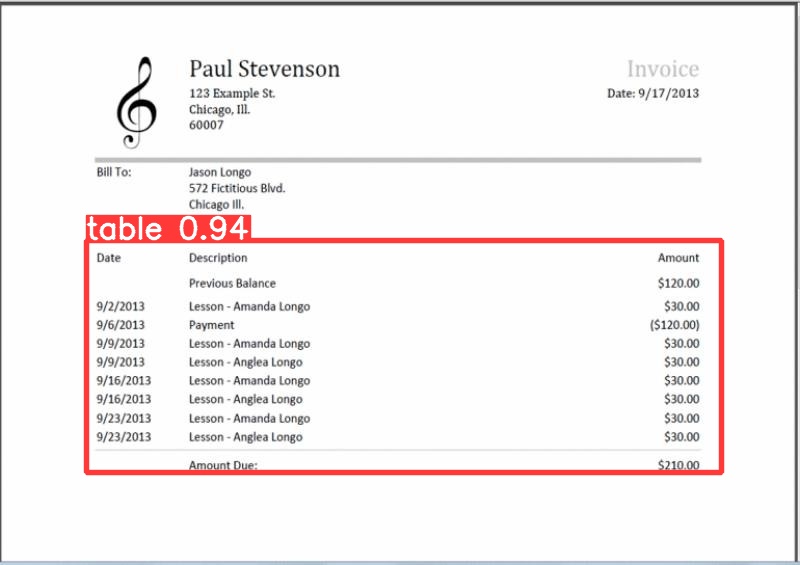 Paul Stevenson
Invoice
123 Example St.
Date: 9/17/2013
Chicago, Ill.
60007
Bill To: Jason Longo
572 Fictitious Blvd.
Chicago Ill.
table 0.94
Date Description Amount
Previous Balance $120.00
9/2/2013 Lesson - Amanda Longo $30.00
9/6/2013 Payment ($120.00)
9/9/2013 Lesson - Amanda Longo $30.00
9/9/2013 Lesson - Anglea Longo $30.00
9/16/2013 Lesson - Amanda Longo $30.00
9/16/2013 Lesson - Anglea Longo $30.00
9/23/2013 Lesson - Amanda Longo $30.00
9/23/2013 Lesson - Anglea Longo $30.00
Amount Due: $210.00